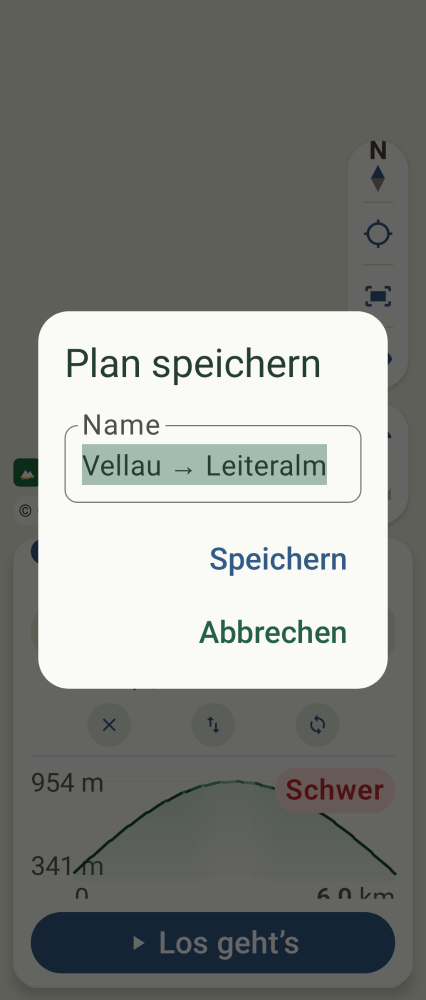 N
Plan speichern
Name
Vellau → Leiteralm
©
Speichern
Abbrechen
954 m
Schwer
341 m
0
6.0 km
Los geht's